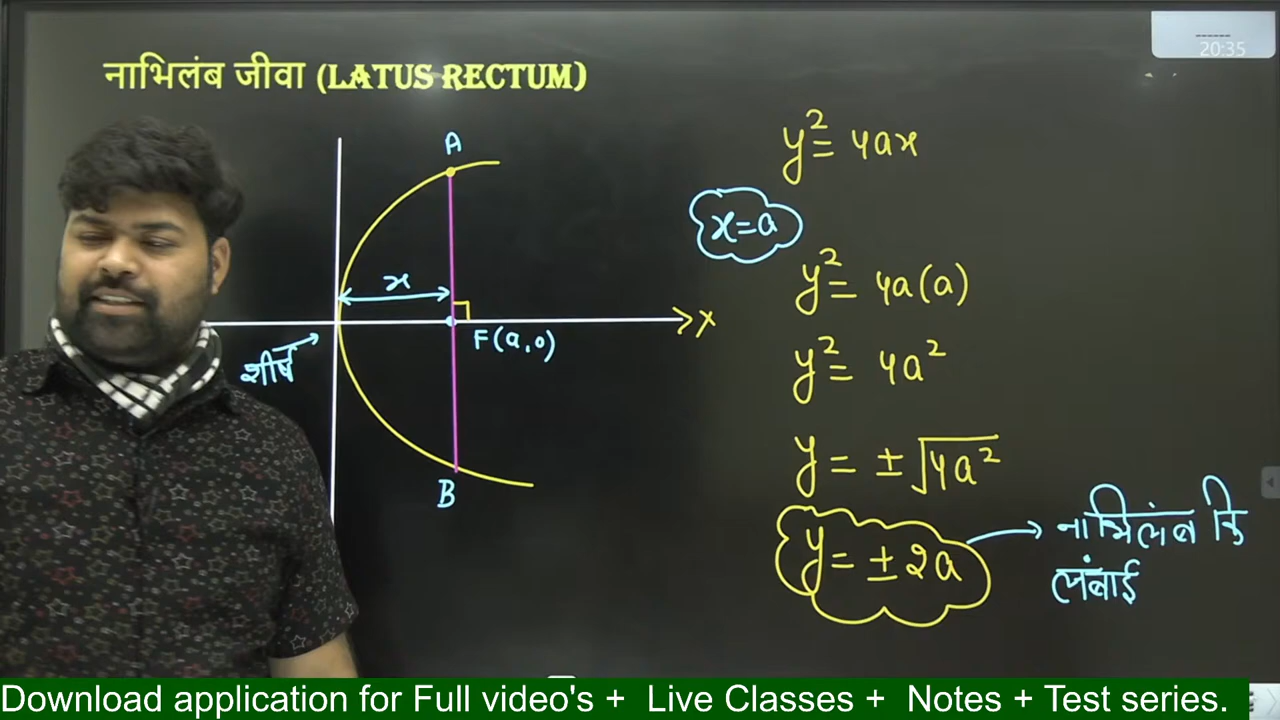 20:35
नाभिलंब जीवा (LATUS RECTUM)
A
x
X
F(a,0)
शीर्ष
B
y² = 4ax
x=a
y² = 4a(a)
y² = 4a²
y = ± √4a²
y = ± 2a
नाभिलंब कि
लंबाई
Download application for Full video's + Live Classes + Notes + Test series.